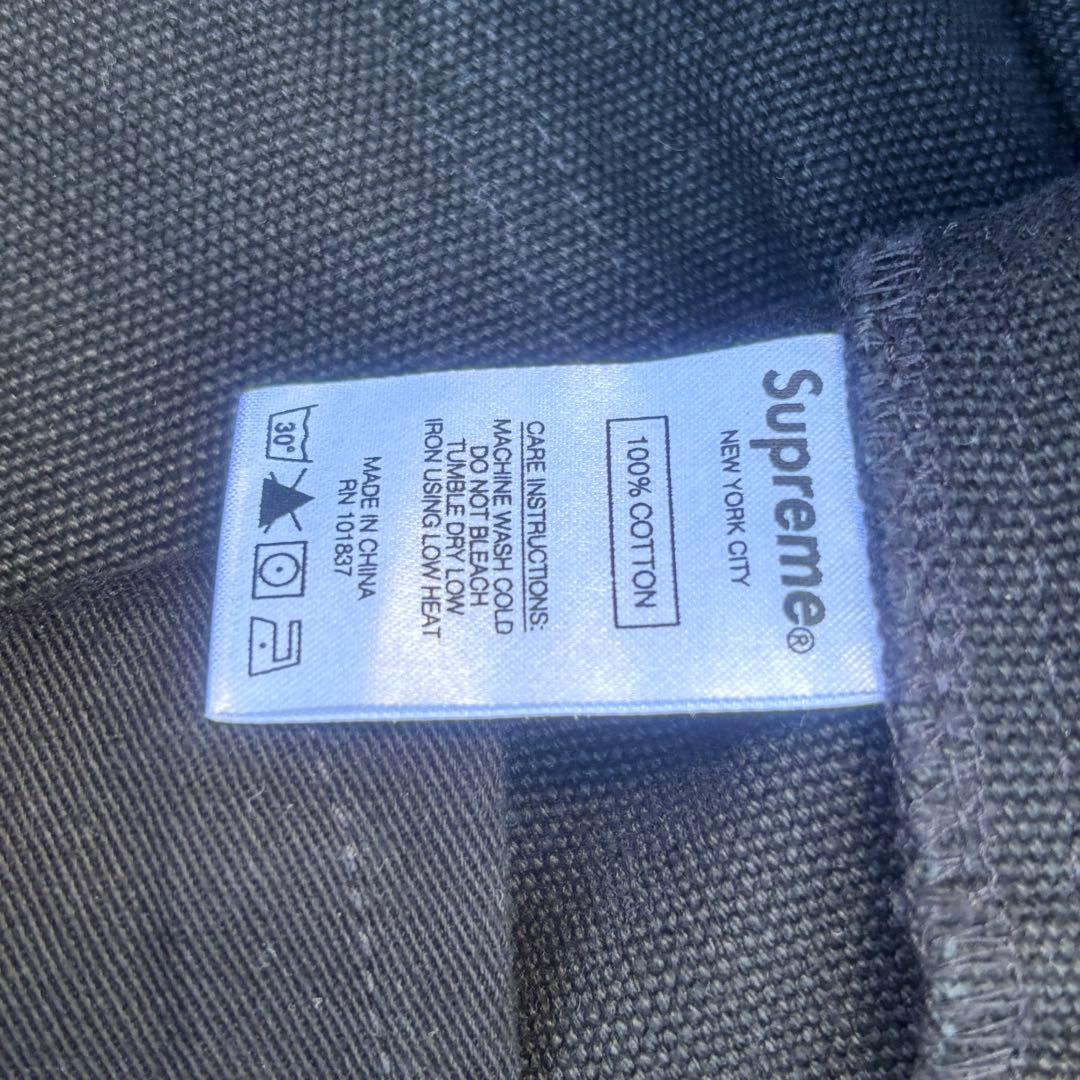 Supreme®
NEW YORK CITY
100% COTTON
CARE INSTRUCTIONS:
MACHINE WASH COLD
DO NOT BLEACH
TUMBLE DRY LOW
IRON USING LOW HEAT
MADE IN CHINA
RN 101837
30°